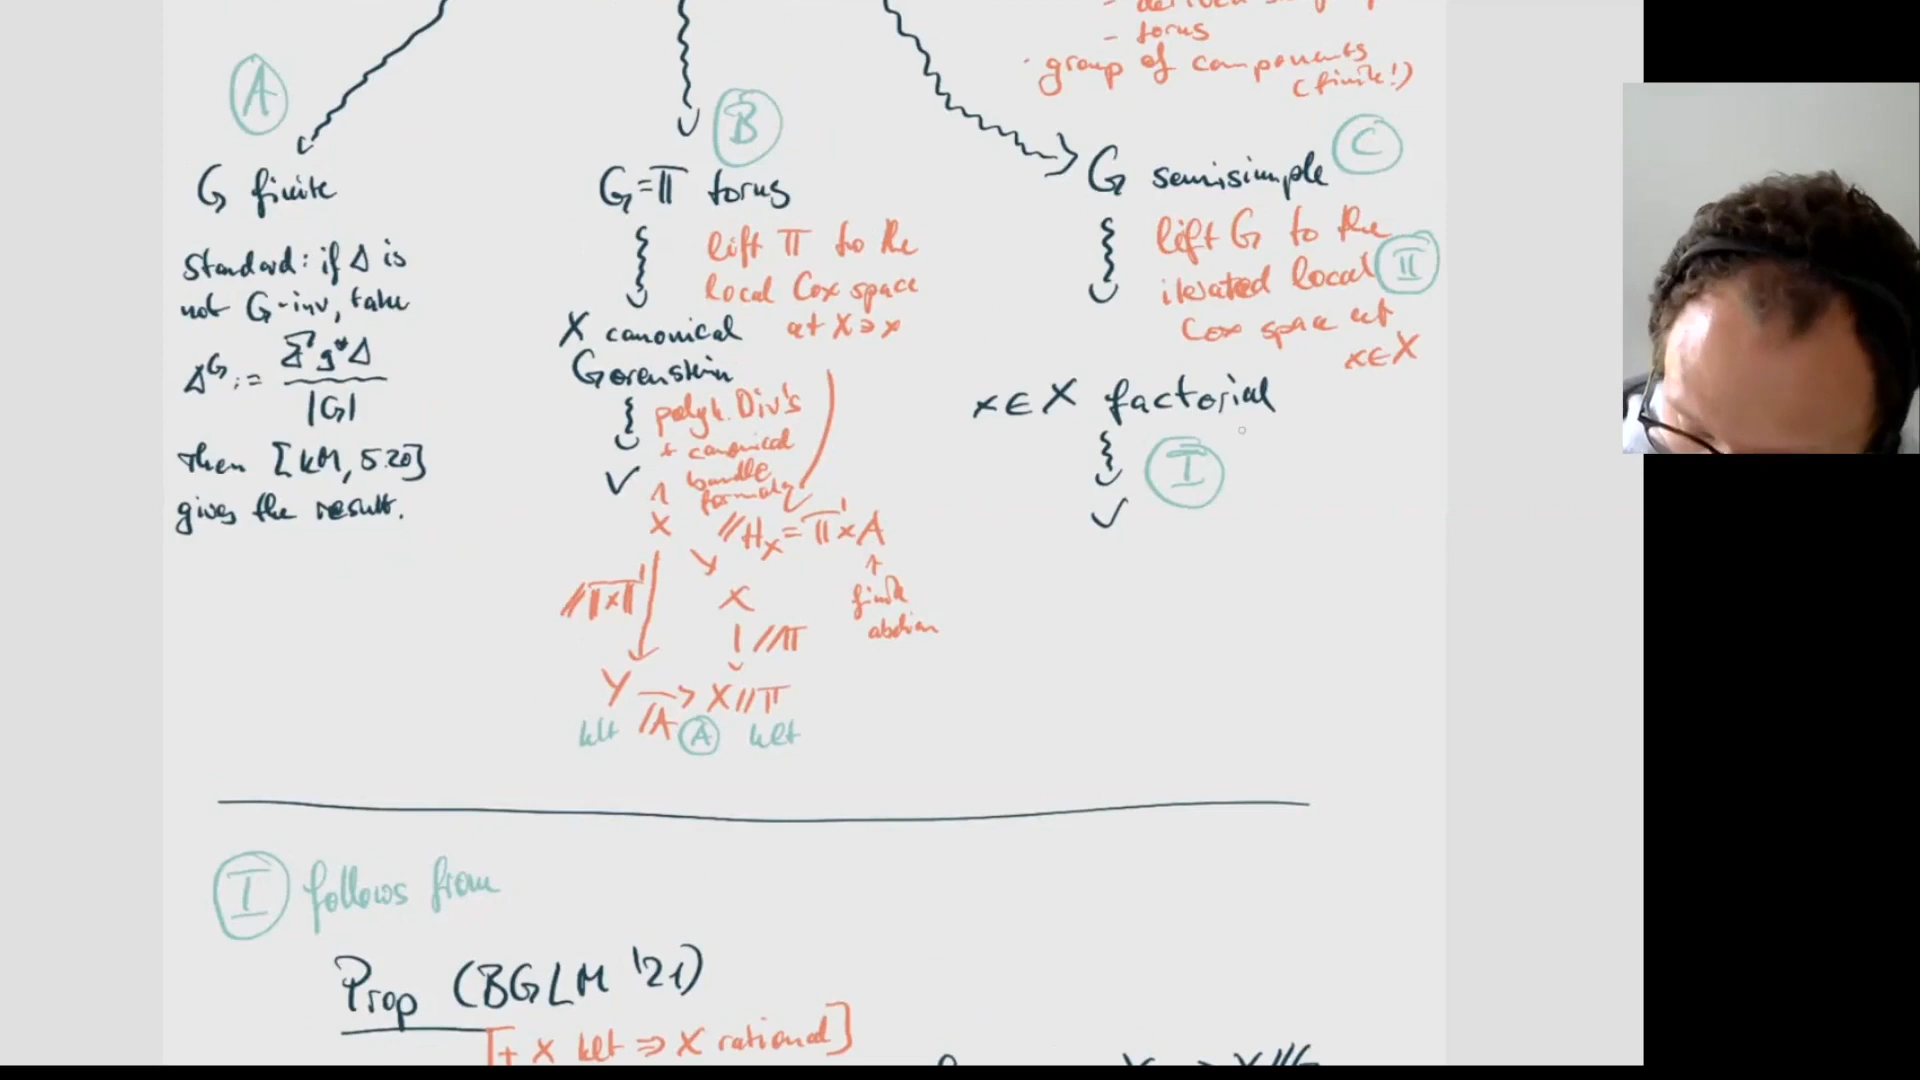 - torus
· group of components
(finite!)
A
G finite
Standard: if Δ is
not G-inv, take
Δᴳ := Σ g*Δ / |G|
then [KM, 5.20]
gives the result.
B
G = 𝕋 torus
lift 𝕋 to the
local Cox space
at X∋x
X canonical
Gorenstein
polyh. Div's
+ canonical
bundle
formula
✓
^
X //Hₓ = 𝕋' × A
//𝕋×𝕋'
X
finite
abelian
//𝕋
Y → X//𝕋
klt /A A klt
C
G semisimple
lift G to the
iterated local II
Cox space at
x∈X
x∈X factorial
I
✓
I follows from
Prop (BGLM '21)
[+ X klt ⇒ X rational]